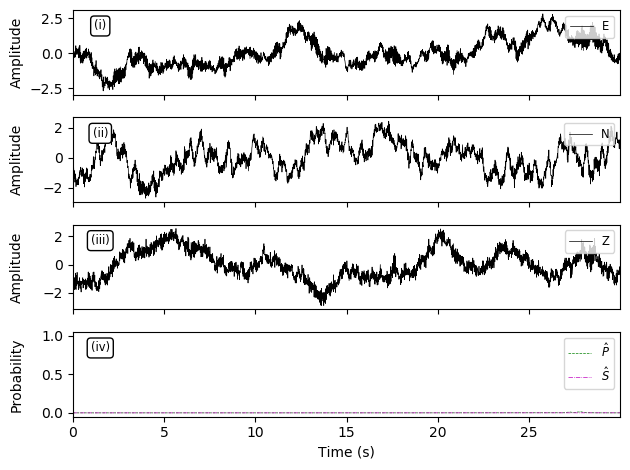 2.5
0.0
−2.5
Amplitude
(i)
E
2
0
−2
Amplitude
(ii)
N
2
0
−2
Amplitude
(iii)
Z
1.0
0.5
0.0
Probability
(iv)
P̂
Ŝ
0 5 10 15 20 25
Time (s)